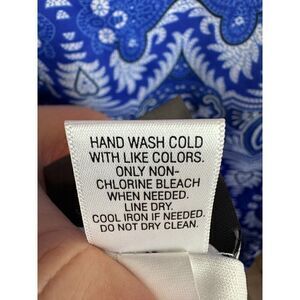 HAND WASH COLD
WITH LIKE COLORS.
ONLY NON-
CHLORINE BLEACH
WHEN NEEDED.
LINE DRY.
COOL IRON IF NEEDED.
DO NOT DRY CLEAN.